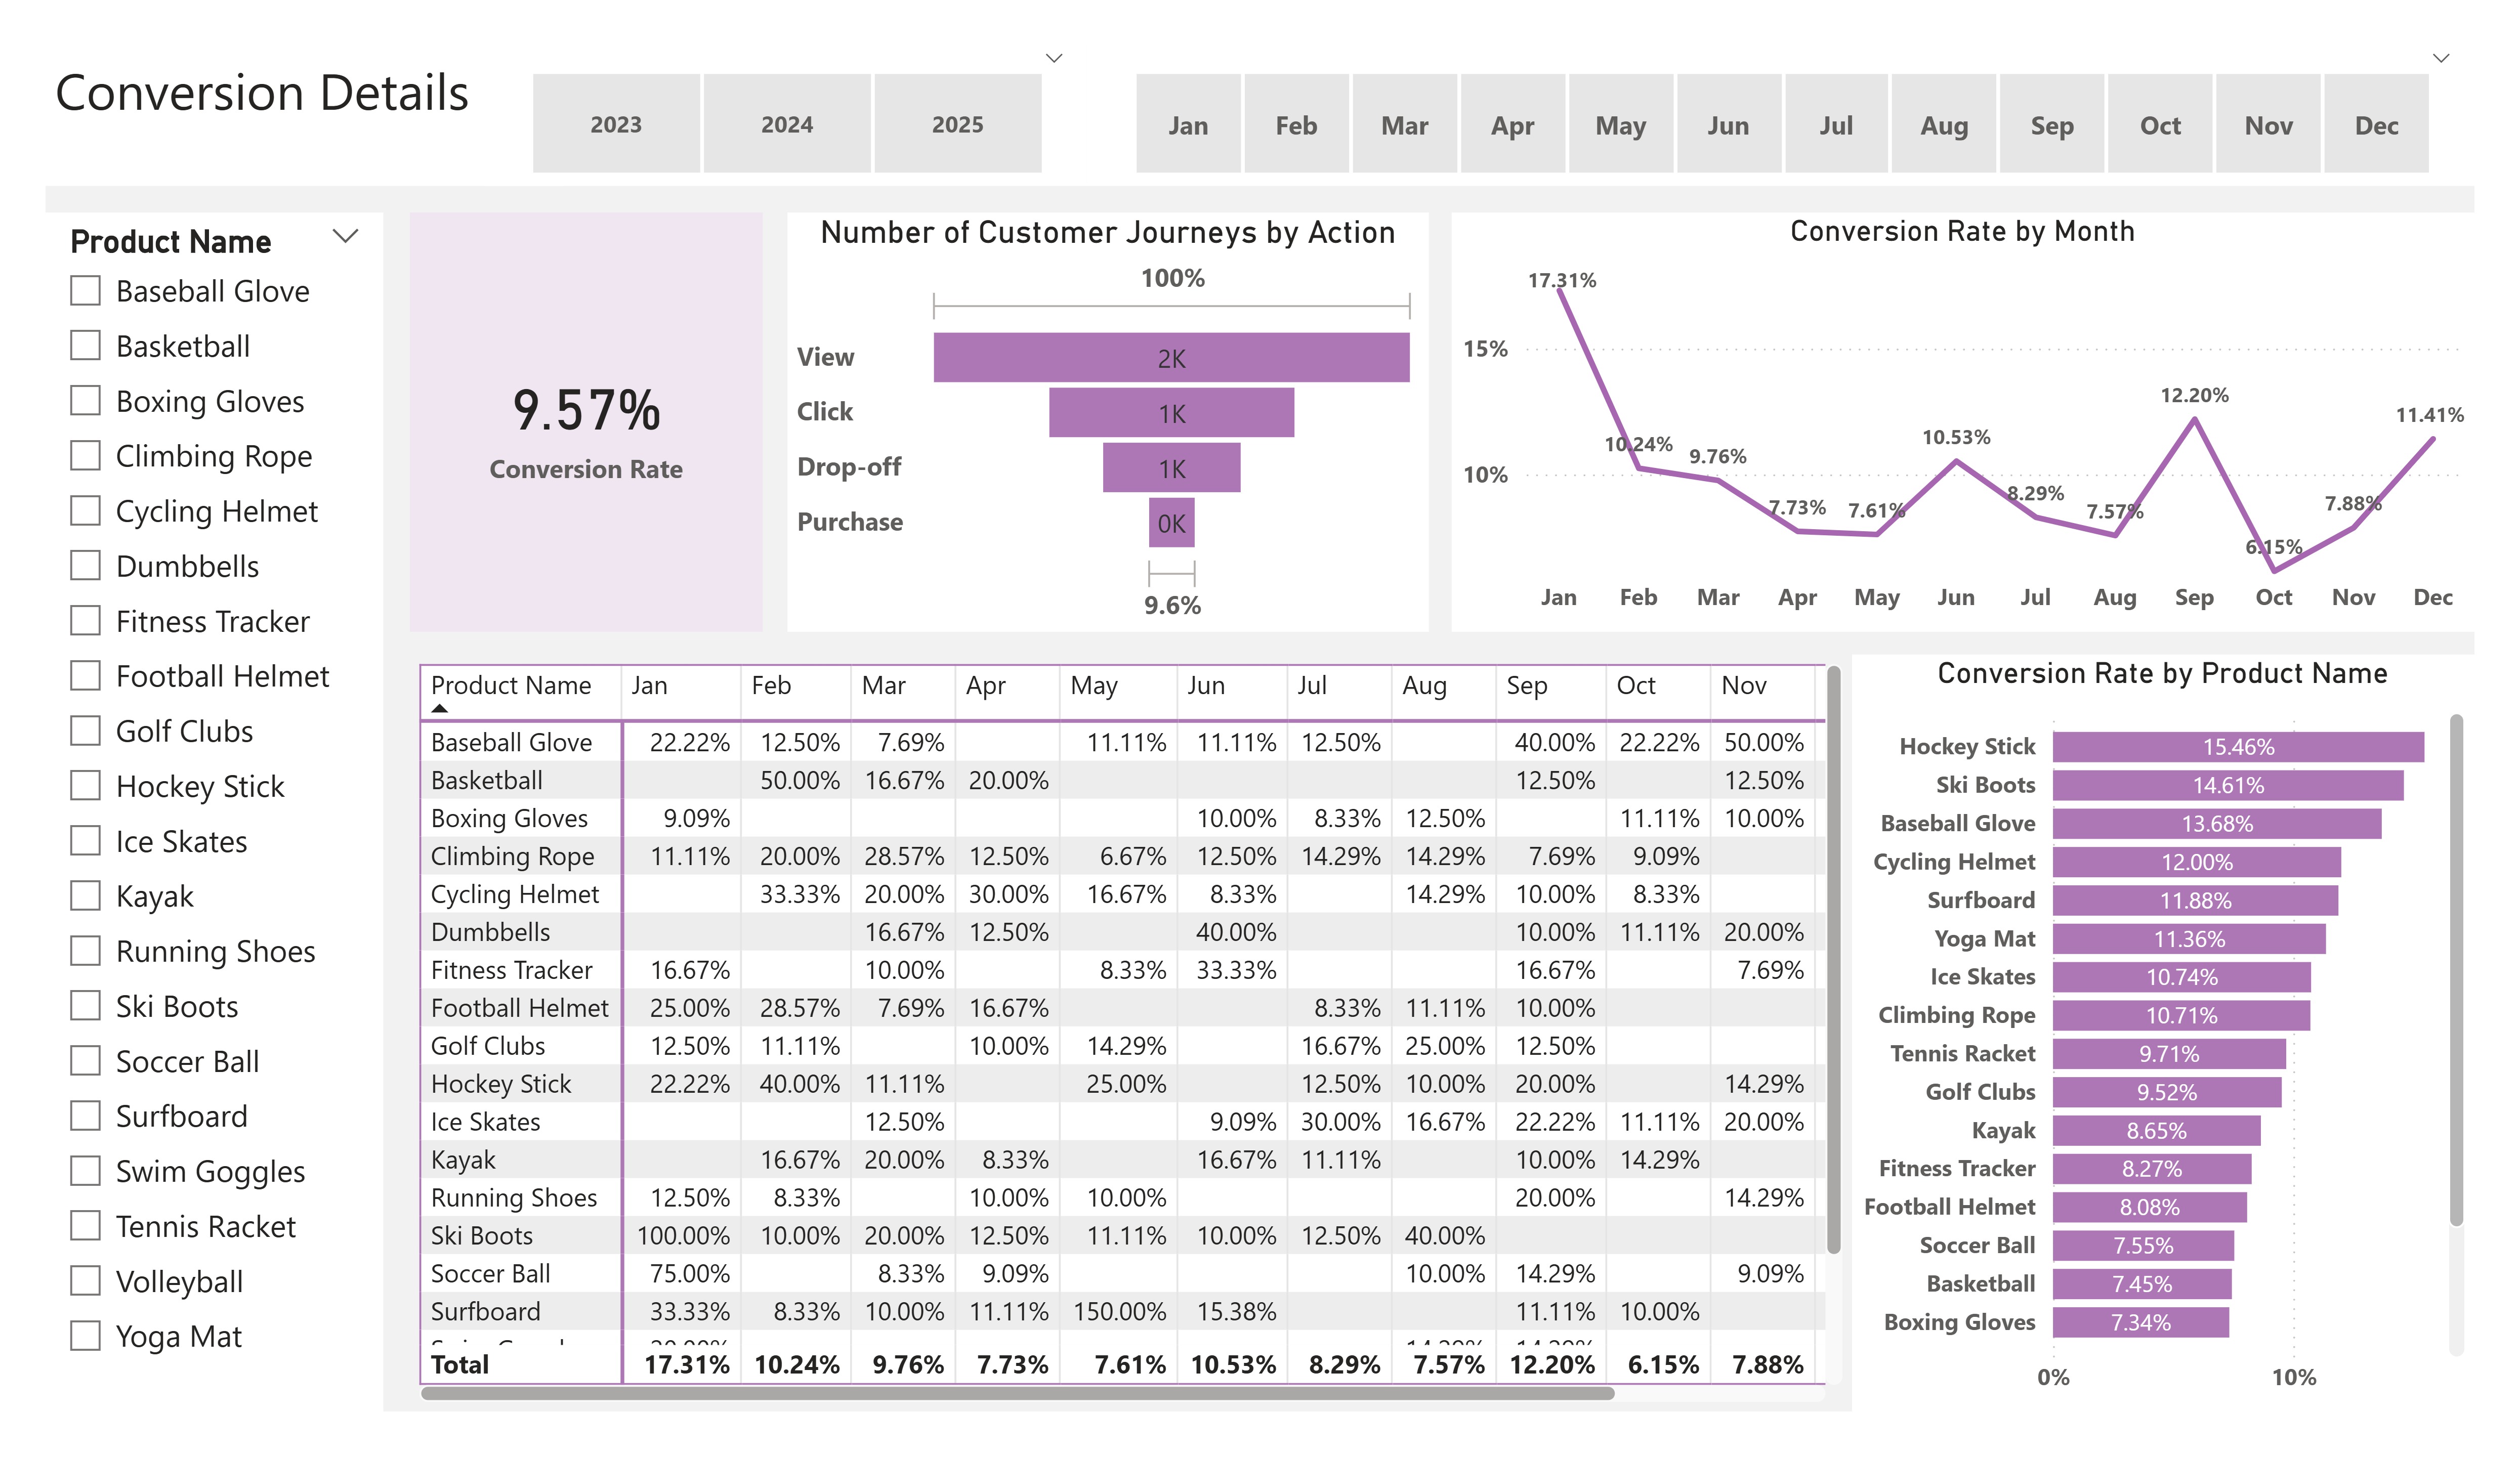 Conversion Details
2023 2024 2025
Jan Feb Mar Apr May Jun Jul Aug Sep Oct Nov Dec
Product Name
Baseball Glove
Basketball
Boxing Gloves
Climbing Rope
Cycling Helmet
Dumbbells
Fitness Tracker
Football Helmet
Golf Clubs
Hockey Stick
Ice Skates
Kayak
Running Shoes
Ski Boots
Soccer Ball
Surfboard
Swim Goggles
Tennis Racket
Volleyball
Yoga Mat
9.57%
Conversion Rate
Number of Customer Journeys by Action
100%
View 2K
Click 1K
Drop-off 1K
Purchase 0K
9.6%
Conversion Rate by Month
17.31%
15%
12.20%
11.41%
10.53%
10.24%
9.76%
10%
8.29%
7.73%
7.61%
7.57%
7.88%
6.15%
Jan Feb Mar Apr May Jun Jul Aug Sep Oct Nov Dec
Product Name Jan Feb Mar Apr May Jun Jul Aug Sep Oct Nov
Baseball Glove 22.22% 12.50% 7.69% 11.11% 11.11% 12.50% 40.00% 22.22% 50.00%
Basketball 50.00% 16.67% 20.00% 12.50% 12.50%
Boxing Gloves 9.09% 10.00% 8.33% 12.50% 11.11% 10.00%
Climbing Rope 11.11% 20.00% 28.57% 12.50% 6.67% 12.50% 14.29% 14.29% 7.69% 9.09%
Cycling Helmet 33.33% 20.00% 30.00% 16.67% 8.33% 14.29% 10.00% 8.33%
Dumbbells 16.67% 12.50% 40.00% 10.00% 11.11% 20.00%
Fitness Tracker 16.67% 10.00% 8.33% 33.33% 16.67% 7.69%
Football Helmet 25.00% 28.57% 7.69% 16.67% 8.33% 11.11% 10.00%
Golf Clubs 12.50% 11.11% 10.00% 14.29% 16.67% 25.00% 12.50%
Hockey Stick 22.22% 40.00% 11.11% 25.00% 12.50% 10.00% 20.00% 14.29%
Ice Skates 12.50% 9.09% 30.00% 16.67% 22.22% 11.11% 20.00%
Kayak 16.67% 20.00% 8.33% 16.67% 11.11% 10.00% 14.29%
Running Shoes 12.50% 8.33% 10.00% 10.00% 20.00% 14.29%
Ski Boots 100.00% 10.00% 20.00% 12.50% 11.11% 10.00% 12.50% 40.00%
Soccer Ball 75.00% 8.33% 9.09% 10.00% 14.29% 9.09%
Surfboard 33.33% 8.33% 10.00% 11.11% 150.00% 15.38% 11.11% 10.00%
Total 17.31% 10.24% 9.76% 7.73% 7.61% 10.53% 8.29% 7.57% 12.20% 6.15% 7.88%
Conversion Rate by Product Name
Hockey Stick 15.46%
Ski Boots 14.61%
Baseball Glove 13.68%
Cycling Helmet 12.00%
Surfboard 11.88%
Yoga Mat 11.36%
Ice Skates 10.74%
Climbing Rope 10.71%
Tennis Racket 9.71%
Golf Clubs 9.52%
Kayak 8.65%
Fitness Tracker 8.27%
Football Helmet 8.08%
Soccer Ball 7.55%
Basketball 7.45%
Boxing Gloves 7.34%
0% 10%